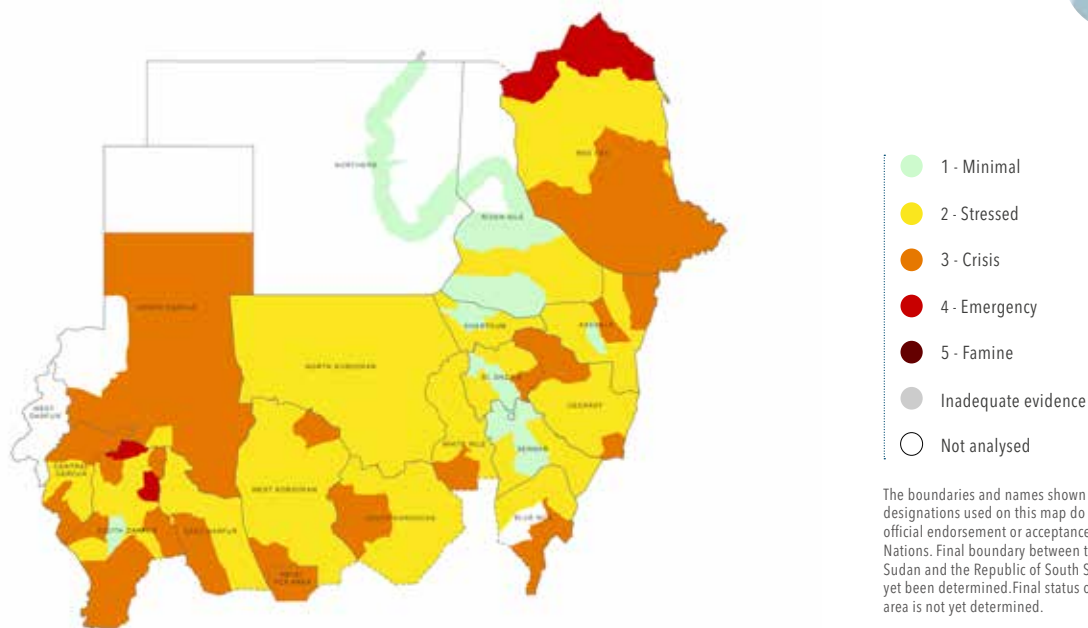 NORTHERN
RED SEA
RIVER NILE
NORTH DARFUR
KHARTOUM
KASSALA
NORTH KORDOFAN
EL GEZIRA
GEDAREF
WEST
DARFUR
WHITE NILE
SENNAR
CENTRAL
DARFUR
WEST KORDOFAN
SOUTH KORDOFAN
BLUE NILE
SOUTH DARFUR
EAST DARFUR
1 - Minimal
2 - Stressed
3 - Crisis
4 - Emergency
5 - Famine
Inadequate evidence
Not analysed
The boundaries and names shown
designations used on this map do
official endorsement or acceptance
Nations. Final boundary between t
Sudan and the Republic of South S
yet been determined.Final status o
area is not yet determined.